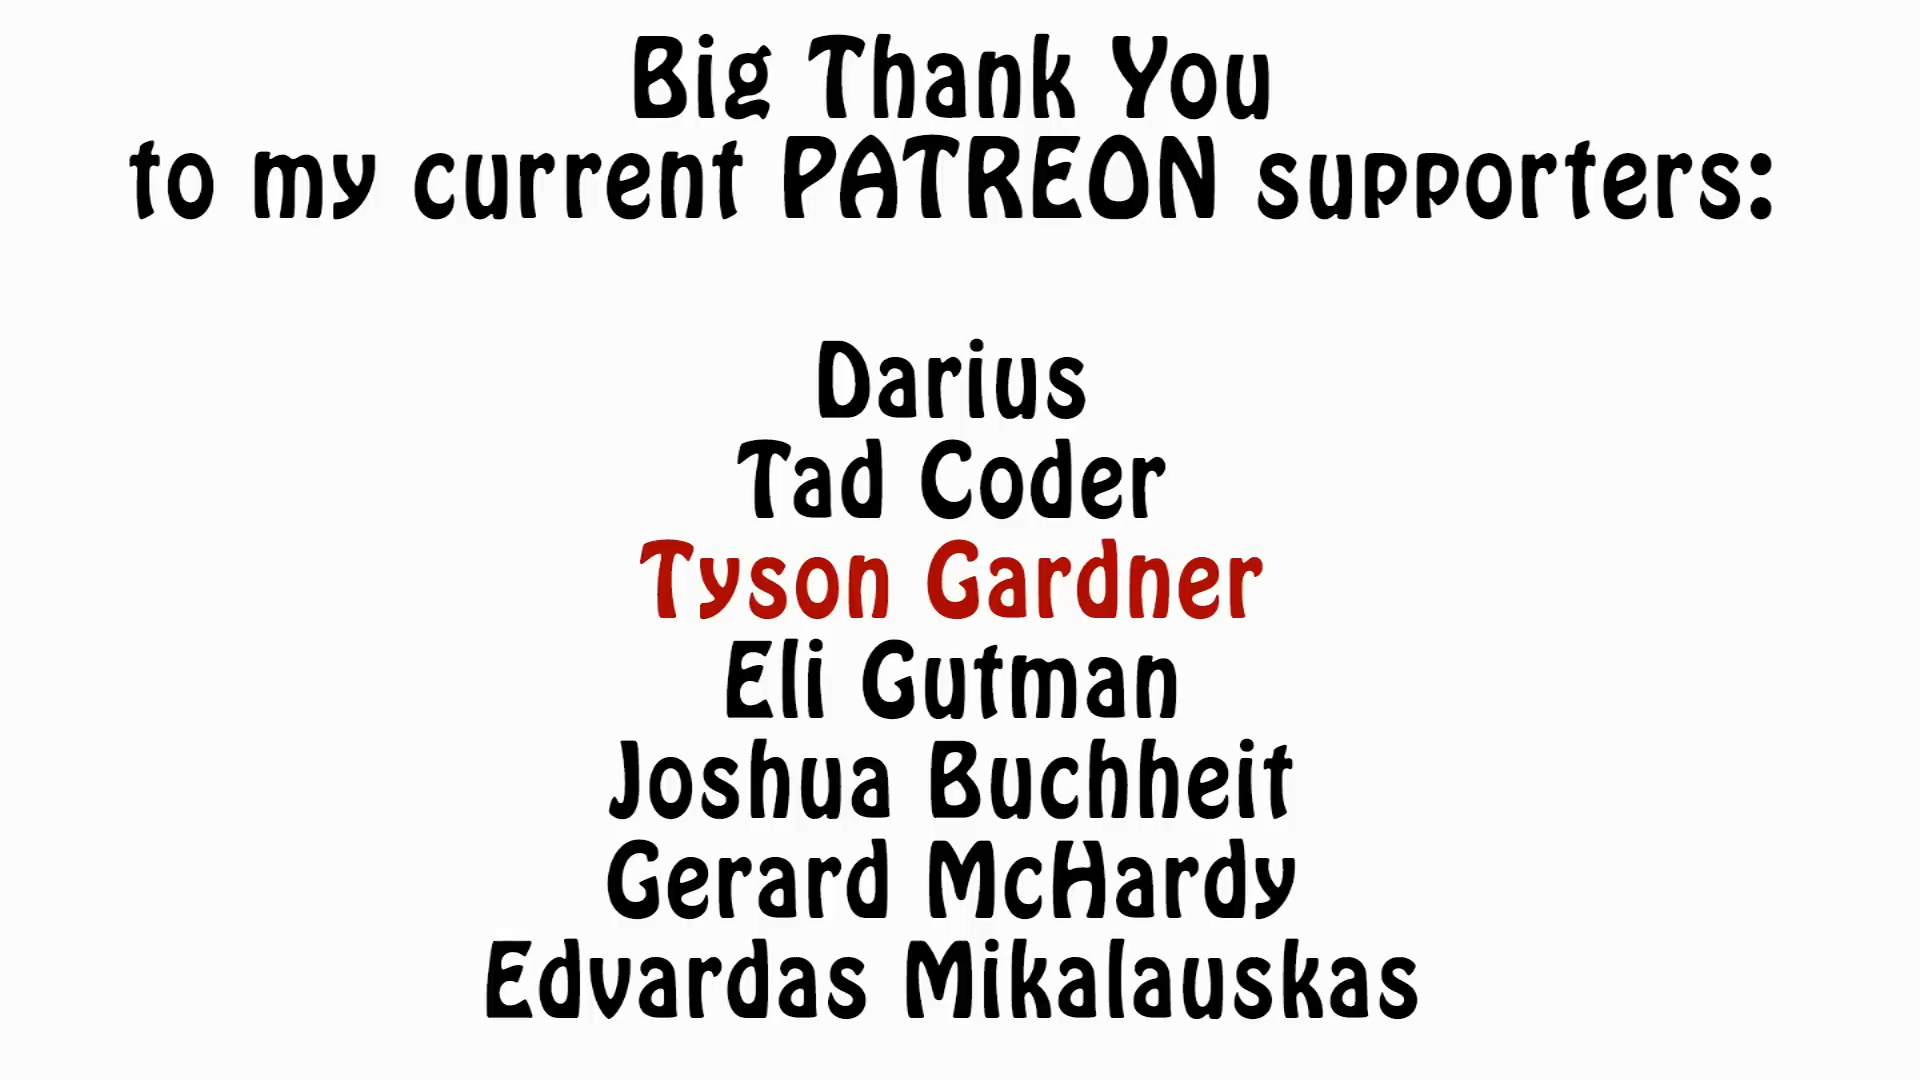 Big Thank You
to my current PATREON supporters:
Darius
Tad Coder
Tyson Gardner
Eli Gutman
Joshua Buchheit
Gerard McHardy
Edvardas Mikalauskas